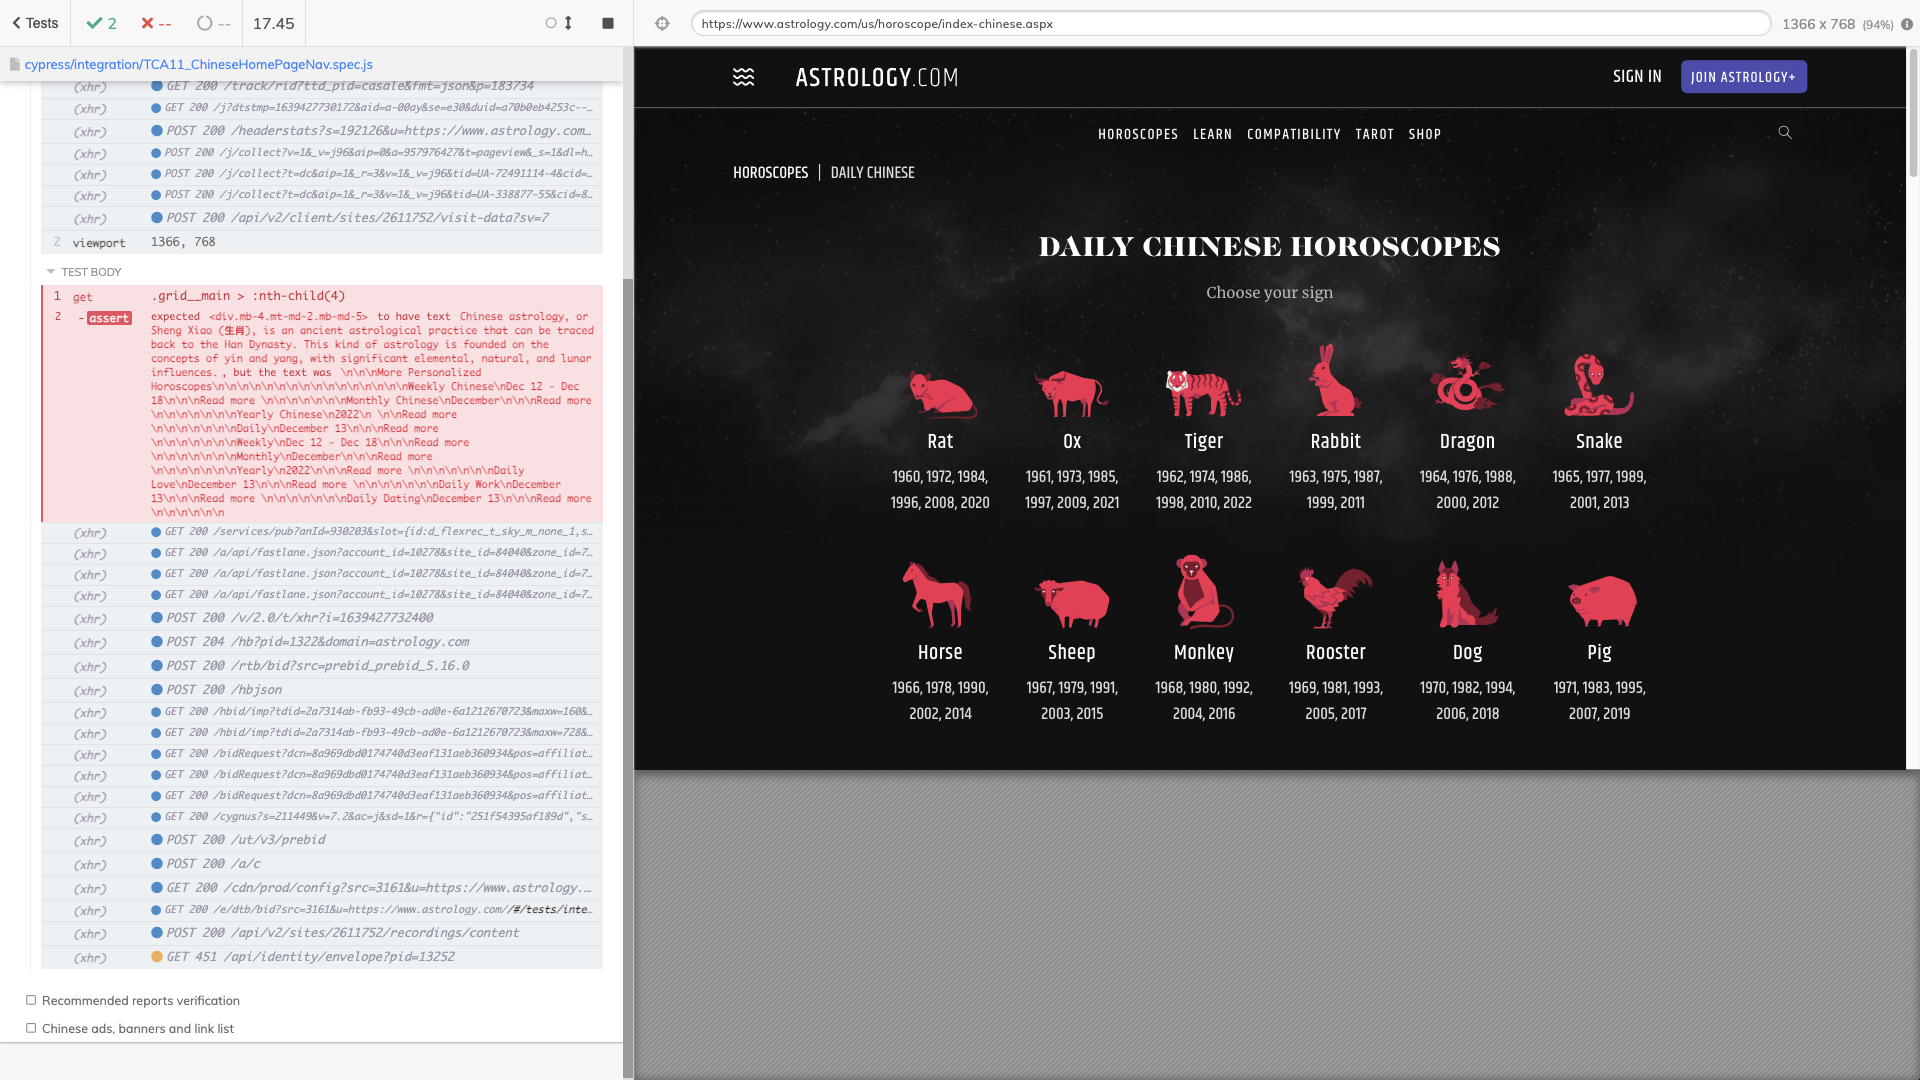 Tests
2
--
--
17.45
https://www.astrology.com/us/horoscope/index-chinese.aspx
1366 x 768 (94%)
cypress/integration/TCA11_ChineseHomePageNav.spec.js
(xhr) GET 200 /track/rid?ttd_pid=casale&fmt=json&p=183734
(xhr) GET 200 /j?dtstmp=1639427730172&aid=a-00ay&se=e30&duid=a70b0eb4253c--…
(xhr) POST 200 /headerstats?s=192126&u=https://www.astrology.com…
(xhr) POST 200 /j/collect?v=1&_v=j96&aip=0&a=957976427&t=pageview&_s=1&dl=h…
(xhr) POST 200 /j/collect?t=dc&aip=1&_r=3&v=1&_v=j96&tid=UA-72491114-4&cid=…
(xhr) POST 200 /j/collect?t=dc&aip=1&_r=3&v=1&_v=j96&tid=UA-338877-55&cid=8…
(xhr) POST 200 /api/v2/client/sites/2611752/visit-data?sv=7
2 viewport 1366, 768
TEST BODY
1 get .grid__main > :nth-child(4)
2 -assert expected <div.mb-4.mt-md-2.mb-md-5> to have text Chinese astrology, or
Sheng Xiao (生肖), is an ancient astrological practice that can be traced
back to the Han Dynasty. This kind of astrology is founded on the
concepts of yin and yang, with significant elemental, natural, and lunar
influences. , but the text was \n\n\nMore Personalized
Horoscopes\n\n\n\n\n\n\n\n\n\n\n\n\n\n\n\nWeekly Chinese\nDec 12 - Dec
18\n\n\nRead more \n\n\n\n\n\n\nMonthly Chinese\nDecember\n\n\nRead more
\n\n\n\n\n\n\nYearly Chinese\n2022\n \n\nRead more
\n\n\n\n\n\n\nDaily\nDecember 13\n\n\nRead more
\n\n\n\n\n\n\nWeekly\nDec 12 - Dec 18\n\n\nRead more
\n\n\n\n\n\n\nMonthly\nDecember\n\n\nRead more
\n\n\n\n\n\n\nYearly\n2022\n\n\nRead more \n\n\n\n\n\n\nDaily
Love\nDecember 13\n\n\nRead more \n\n\n\n\n\n\nDaily Work\nDecember
13\n\n\nRead more \n\n\n\n\n\n\nDaily Dating\nDecember 13\n\n\nRead more
\n\n\n\n\n\n
(xhr) GET 200 /services/pub?anId=930203&slot={id:d_flexrec_t_sky_m_none_1,s…
(xhr) GET 200 /a/api/fastlane.json?account_id=10278&site_id=84040&zone_id=7…
(xhr) GET 200 /a/api/fastlane.json?account_id=10278&site_id=84040&zone_id=7…
(xhr) GET 200 /a/api/fastlane.json?account_id=10278&site_id=84040&zone_id=7…
(xhr) POST 200 /v/2.0/t/xhr?i=1639427732400
(xhr) POST 204 /hb?pid=1322&domain=astrology.com
(xhr) POST 200 /rtb/bid?src=prebid_prebid_5.16.0
(xhr) POST 200 /hbjson
(xhr) GET 200 /hbid/imp?tdid=2a7314ab-fb93-49cb-ad0e-6a1212670723&maxw=160&…
(xhr) GET 200 /hbid/imp?tdid=2a7314ab-fb93-49cb-ad0e-6a1212670723&maxw=728&…
(xhr) GET 200 /bidRequest?dcn=8a969dbd0174740d3eaf131aeb360934&pos=affiliat…
(xhr) GET 200 /bidRequest?dcn=8a969dbd0174740d3eaf131aeb360934&pos=affiliat…
(xhr) GET 200 /bidRequest?dcn=8a969dbd0174740d3eaf131aeb360934&pos=affiliat…
(xhr) GET 200 /cygnus?s=211449&v=7.2&ac=j&sd=1&r={"id":"251f54395af189d","s…
(xhr) POST 200 /ut/v3/prebid
(xhr) POST 200 /a/c
(xhr) GET 200 /cdn/prod/config?src=3161&u=https://www.astrology.…
(xhr) GET 200 /e/dtb/bid?src=3161&u=https://www.astrology.com//#/tests/inte…
(xhr) POST 200 /api/v2/sites/2611752/recordings/content
(xhr) GET 451 /api/identity/envelope?pid=13252
Recommended reports verification
Chinese ads, banners and link list
ASTROLOGY.COM
SIGN IN
JOIN ASTROLOGY+
HOROSCOPES LEARN COMPATIBILITY TAROT SHOP
HOROSCOPES | DAILY CHINESE
DAILY CHINESE HOROSCOPES
Choose your sign
Rat Ox Tiger Rabbit Dragon Snake
1960, 1972, 1984, 1961, 1973, 1985, 1962, 1974, 1986, 1963, 1975, 1987, 1964, 1976, 1988, 1965, 1977, 1989,
1996, 2008, 2020 1997, 2009, 2021 1998, 2010, 2022 1999, 2011 2000, 2012 2001, 2013
Horse Sheep Monkey Rooster Dog Pig
1966, 1978, 1990, 1967, 1979, 1991, 1968, 1980, 1992, 1969, 1981, 1993, 1970, 1982, 1994, 1971, 1983, 1995,
2002, 2014 2003, 2015 2004, 2016 2005, 2017 2006, 2018 2007, 2019